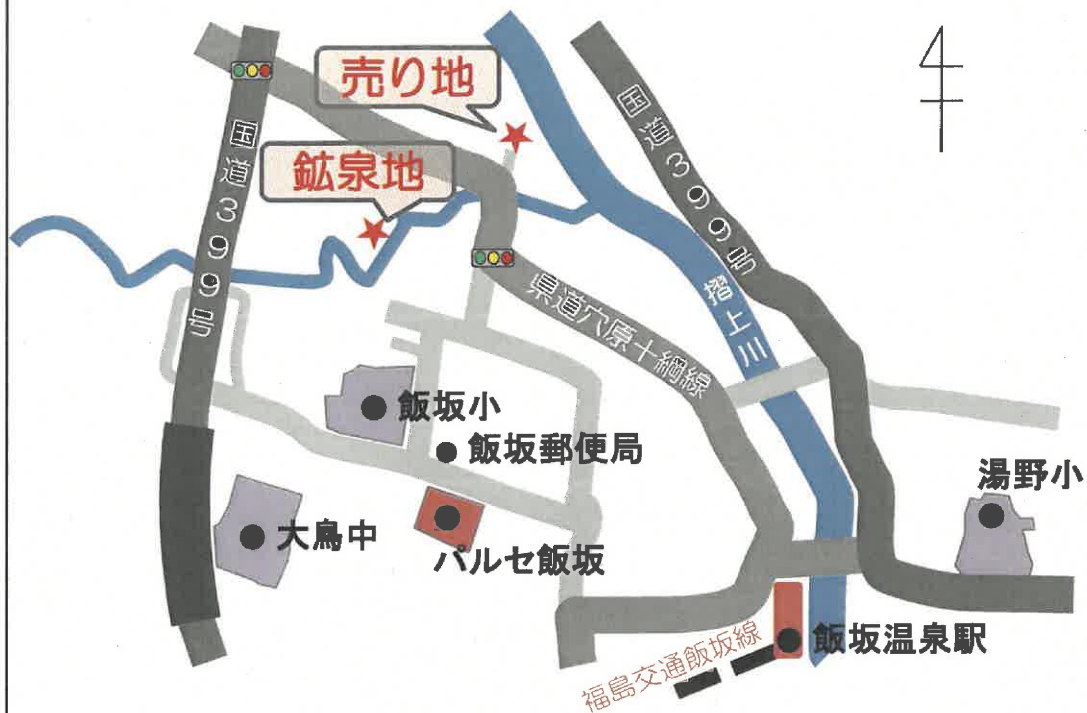 売り地
鉱泉地
国道399号
国道399号
摺上川
県道穴原十綱線
飯坂小
飯坂郵便局
大鳥中
パルセ飯坂
湯野小
飯坂温泉駅
福島交通飯坂線